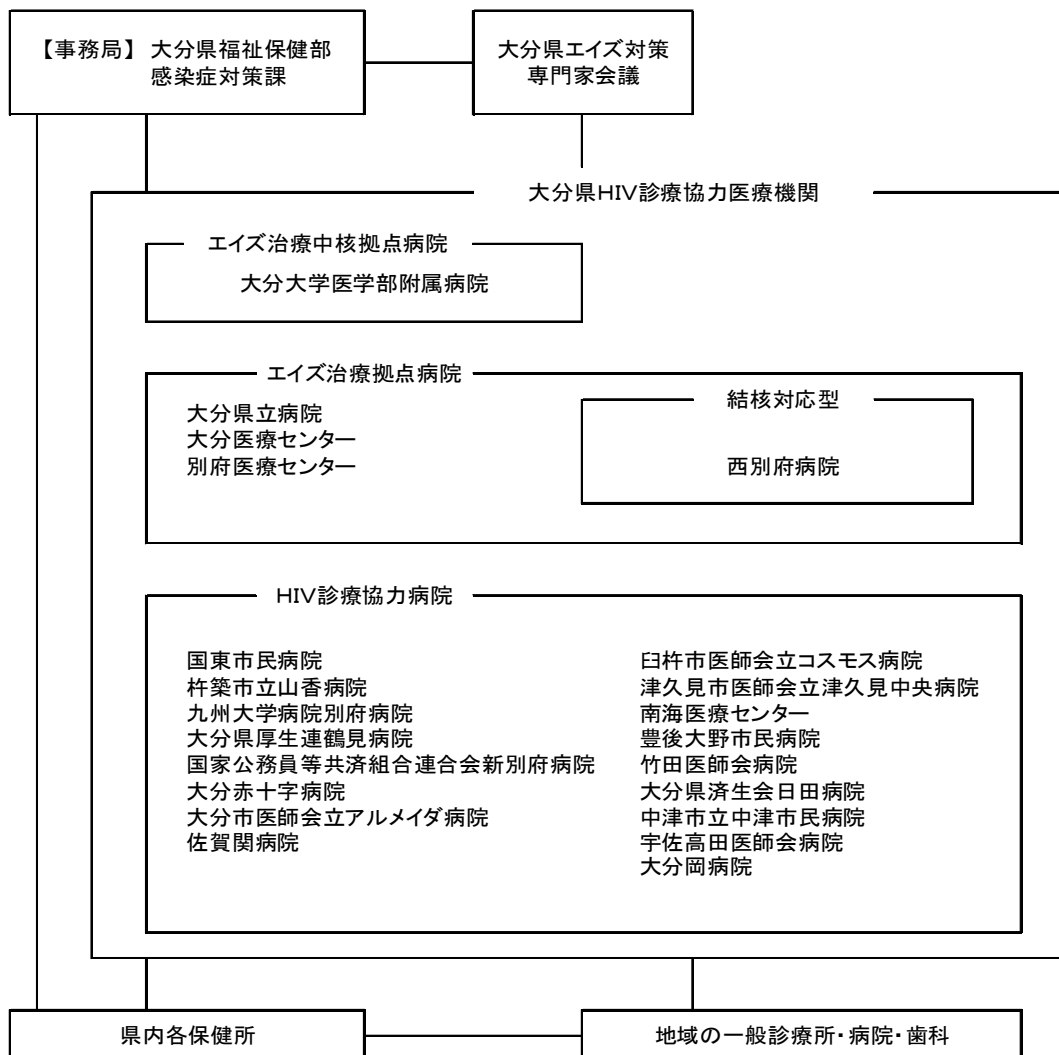 【事務局】 大分県福祉保健部
感染症対策課
大分県エイズ対策
専門家会議
大分県HIV診療協力医療機関
エイズ治療中核拠点病院
大分大学医学部附属病院
エイズ治療拠点病院
大分県立病院
大分医療センター
別府医療センター
結核対応型
西別府病院
HIV診療協力病院
国東市民病院
杵築市立山香病院
九州大学病院別府病院
大分県厚生連鶴見病院
国家公務員等共済組合連合会新別府病院
大分赤十字病院
大分市医師会立アルメイダ病院
佐賀関病院
臼杵市医師会立コスモス病院
津久見市医師会立津久見中央病院
南海医療センター
豊後大野市民病院
竹田医師会病院
大分県済生会日田病院
中津市立中津市民病院
宇佐高田医師会病院
大分岡病院
県内各保健所
地域の一般診療所・病院・歯科